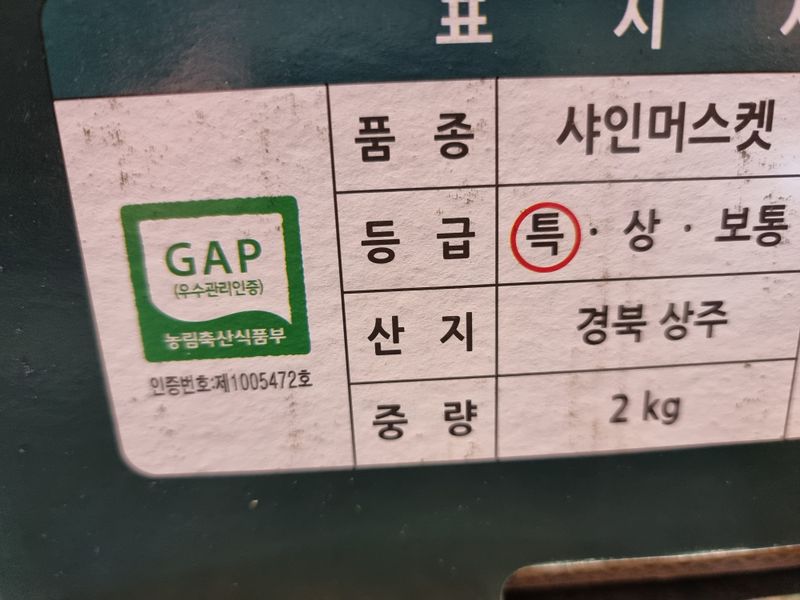 표 시
품 종 샤인머스켓
등 급 특 · 상 · 보통
산 지 경북 상주
중 량 2 kg
GAP
(우수관리인증)
농림축산식품부
인증번호:제1005472호